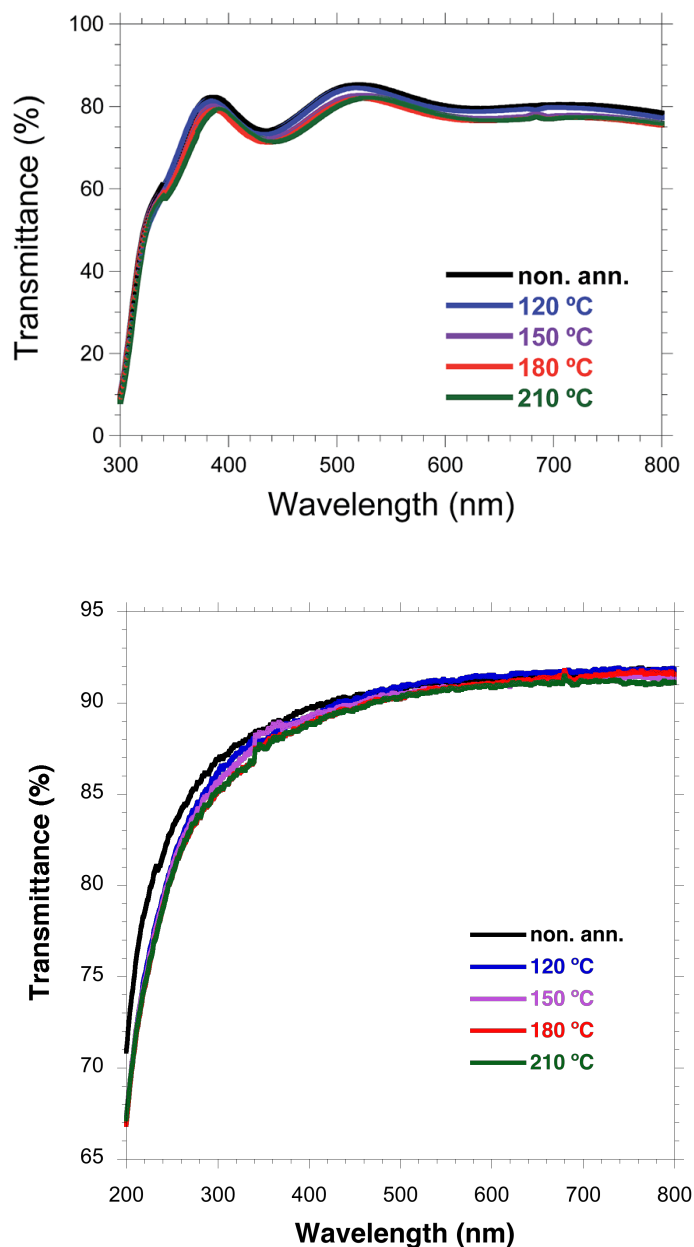 100
80
60
40
20
0
Transmittance (%)
non. ann.
120 ºC
150 ºC
180 ºC
210 ºC
300 400 500 600 700 800
Wavelength (nm)
95
90
85
80
75
70
65
Transmittance (%)
non. ann.
120 ºC
150 ºC
180 ºC
210 ºC
200 300 400 500 600 700 800
Wavelength (nm)